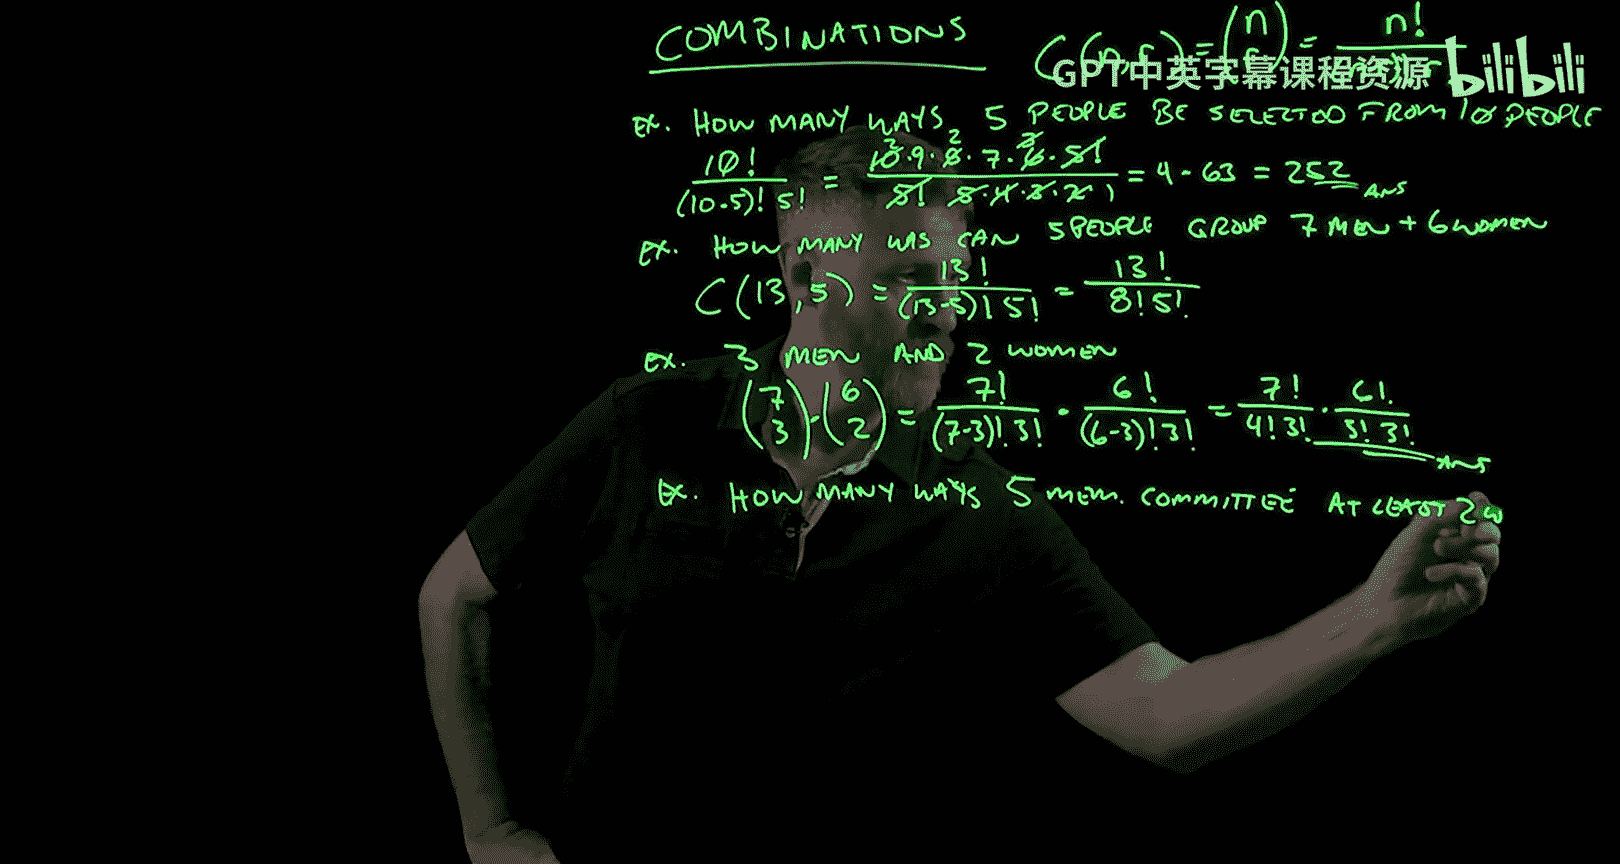 COMBINATIONS C(n,r) = (n r) = n!
GPT中英字幕课程资源 bilibili
EX. HOW MANY WAYS 5 PEOPLE BE SELECTED FROM 10 PEOPLE
10! / (10-5)! 5! = 10·9·8·7·6·5! / 5! 5·4·3·2·1 = 4·63 = 252 ANS
EX. HOW MANY WAS CAN 5 PEOPLE GROUP 7 MEN + 6 WOMEN
C(13,5) = 13! / (13-5)! 5! = 13! / 8! 5!
EX. 3 MEN AND 2 WOMEN
(7 3)·(6 2) = 7! / (7-3)! 3! · 6! / (6-3)! 3! = 7! / 4! 3! · 6! / 3! 3! ANS
EX. HOW MANY WAYS 5 MEM. COMMITTEE AT LEAST 2 W